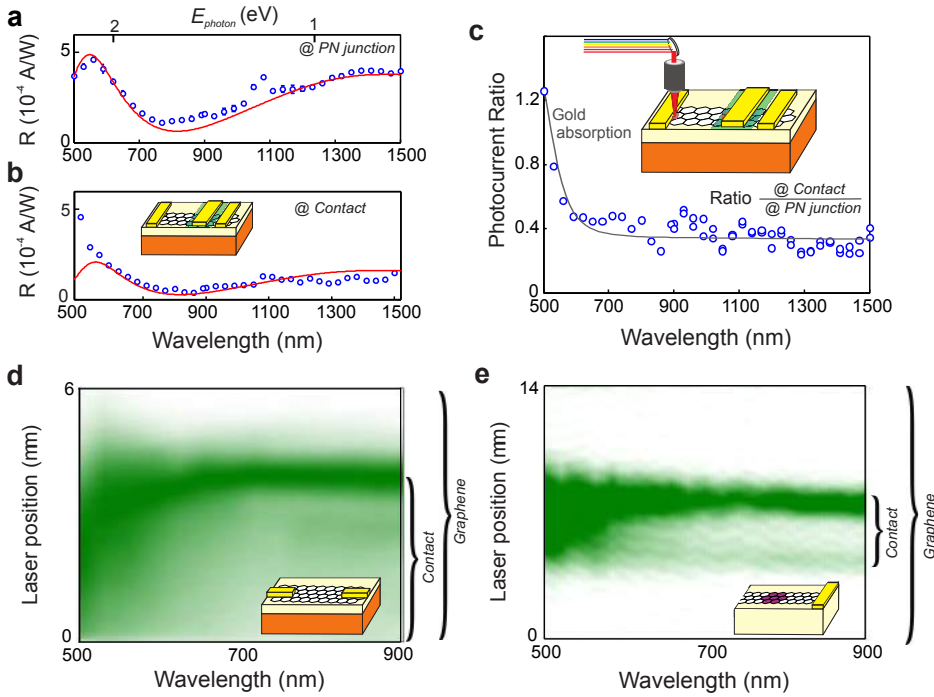 a
E_photon (eV)
2 1
@ PN junction
R (10⁻⁴ A/W)
5
0
500 700 900 1100 1300 1500
b
@ Contact
R (10⁻⁴ A/W)
5
0
500 700 900 1100 1300 1500
Wavelength (nm)
c
Photocurrent Ratio
1.2
0.8
0.4
0
Gold
absorption
Ratio @ Contact
@ PN junction
500 700 900 1100 1300 1500
Wavelength (nm)
d
Laser position (mm)
6
0
500 700 900
Wavelength (nm)
Contact
Graphene
e
Laser position (mm)
14
0
500 700 900
Wavelength (nm)
Contact
Graphene